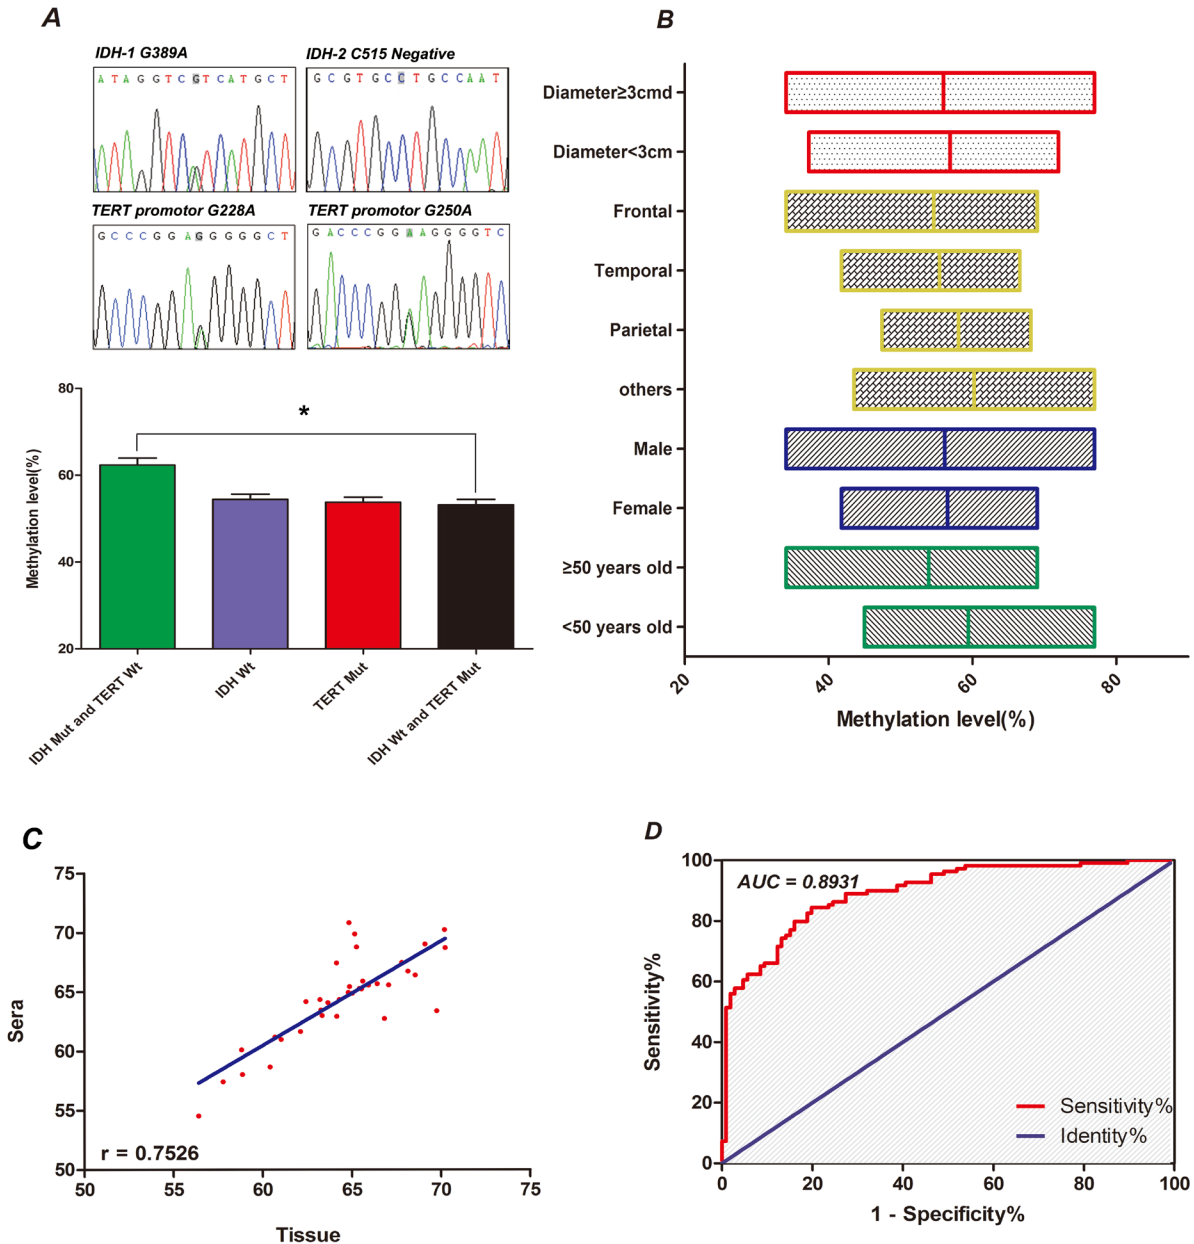 A
IDH-1 G389A
IDH-2 C515 Negative
A T A G G T C G T C A T G C T
G C G T G C C T G C C A A T
TERT promotor G228A
TERT promotor G250A
G C C C G G A G G G G G C T
G A C C C G G A A G G G G T C
Methylation level(%)
80
60
40
20
*
IDH Mut and TERT Wt
IDH Wt
TERT Mut
IDH Wt and TERT Mut
B
Diameter≥3cmd
Diameter<3cm
Frontal
Temporal
Parietal
others
Male
Female
≥50 years old
<50 years old
20
40
60
80
Methylation level(%)
C
Sera
75
70
65
60
55
50
r = 0.7526
50
55
60
65
70
75
Tissue
D
Sensitivity%
100
80
60
40
20
0
AUC = 0.8931
Sensitivity%
Identity%
0
20
40
60
80
100
1 - Specificity%